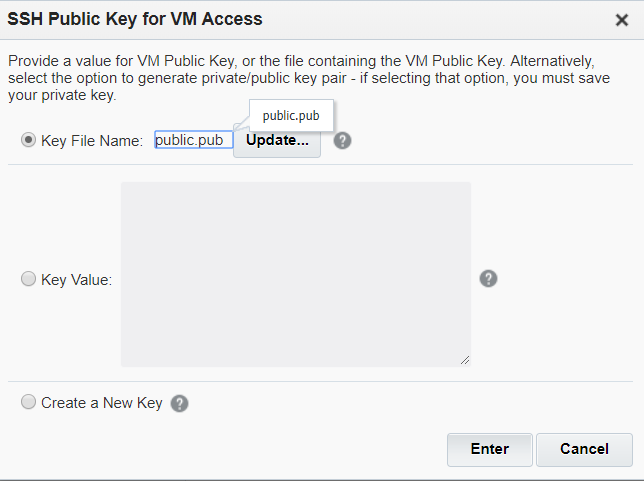 SSH Public Key for VM Access
Provide a value for VM Public Key, or the file containing the VM Public Key. Alternatively,
select the option to generate private/public key pair - if selecting that option, you must save
your private key.
public.pub
Key File Name: public.pub Update... ?
Key Value: ?
Create a New Key ?
Enter Cancel